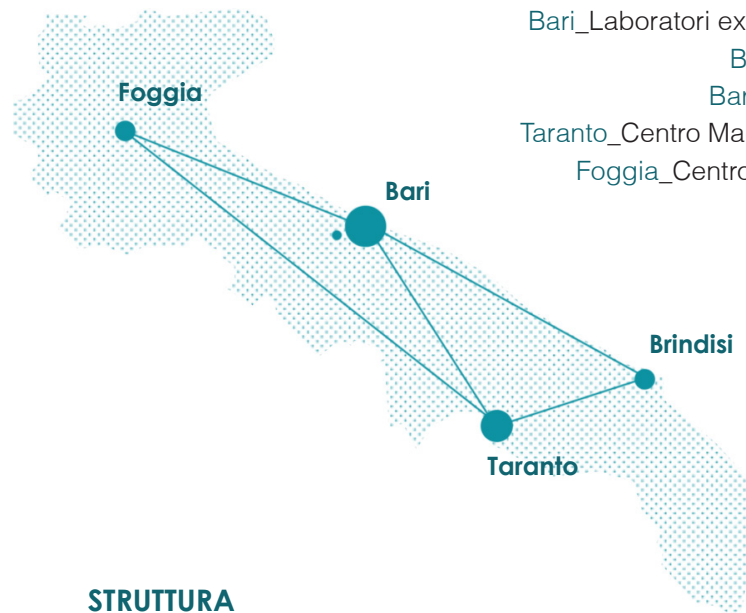 Bari_Laboratori ex
B
Bar
Taranto_Centro Ma
Foggia_Centro
Foggia
Bari
Brindisi
Taranto
STRUTTURA